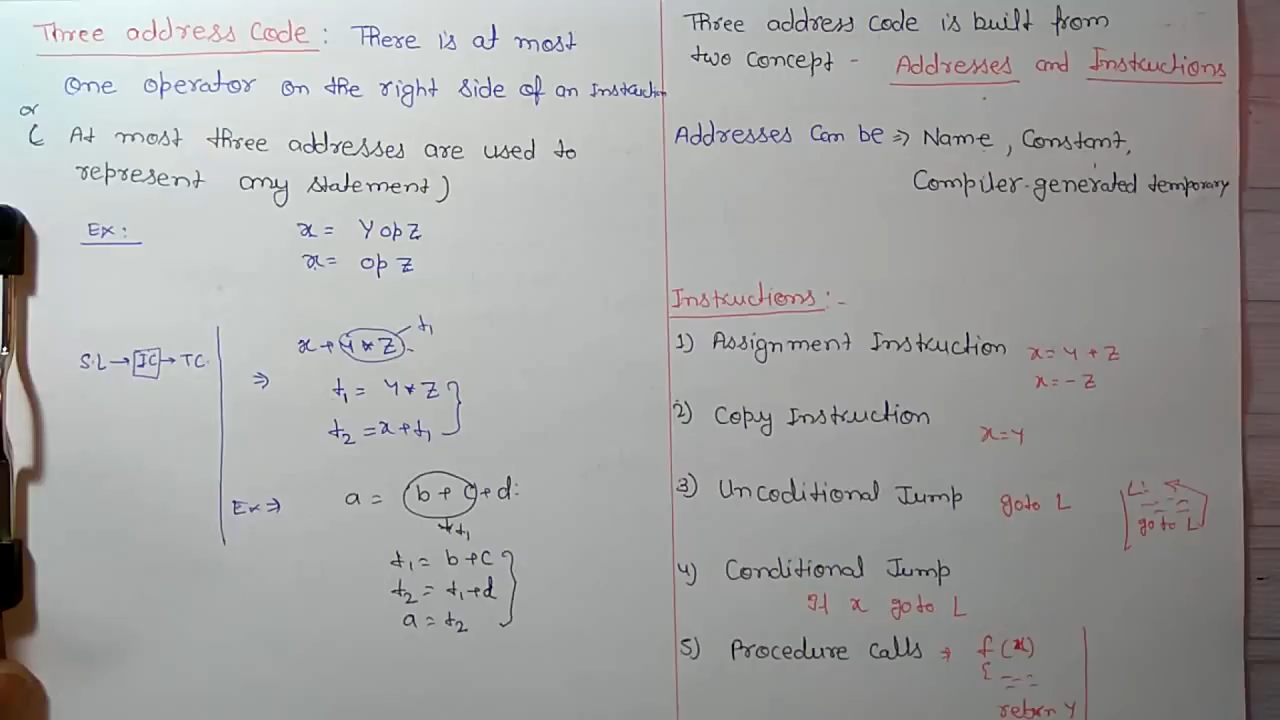 Three address Code : There is at most
One operator on the right side of an Instruction
or
( At most three addresses are used to
represent any statement)
Ex :
x = Y op Z
x = op Z
S.L → IC → TC.
x + y * Z
t1
⇒
t1 = y * Z
t2 = x + t1
Ex ⇒
a = b + c + d :
t1
t1 = b + c
t2 = t1 + d
a = t2
Three address code is built from
two concept - Addresses and Instructions
Addresses Can be ⇒ Name, Constant,
Compiler-generated temporary
Instructions :-
1) Assignment Instruction x = y + z
x = - z
2) Copy Instruction
x = y
3) Uncoditional Jump goto L
L:
goto L
4) Conditional Jump
If x goto L
5) Procedure Calls → f(x)
{
return y